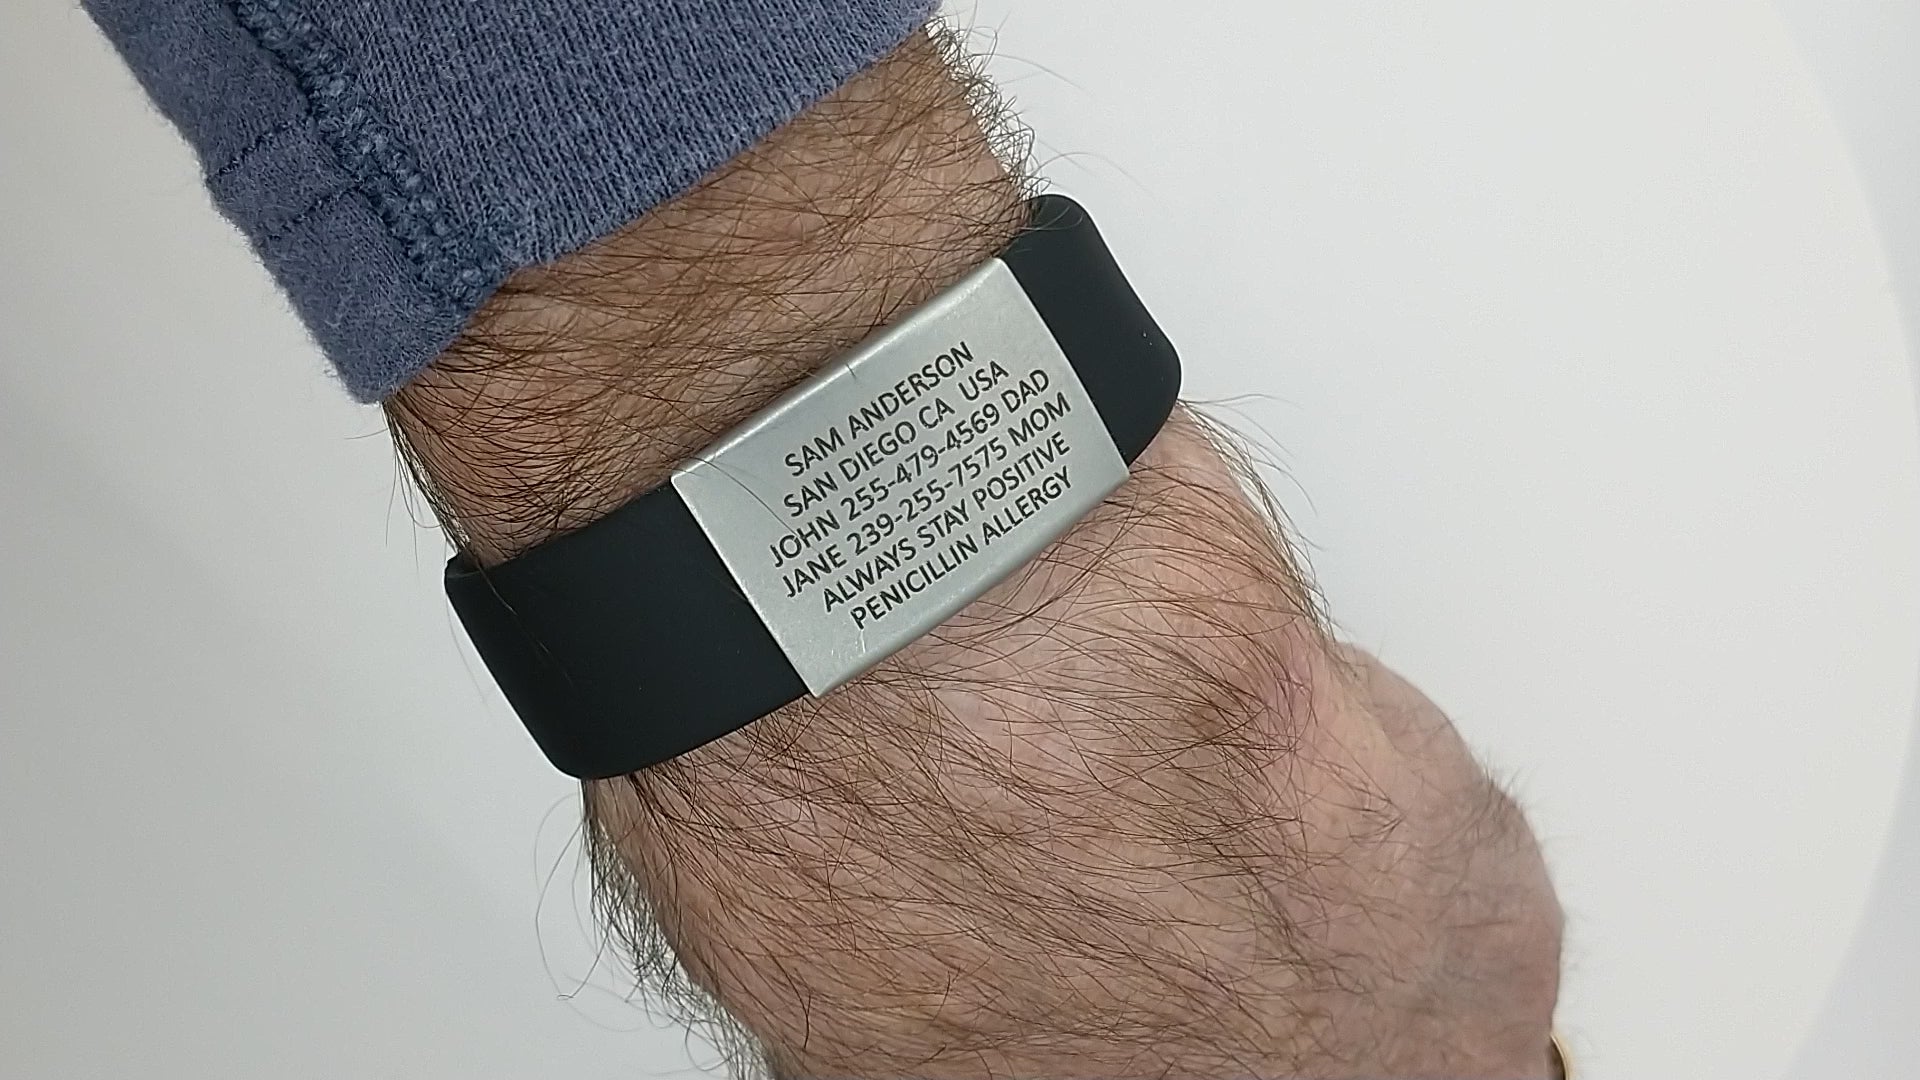 SAM ANDERSON
SAN DIEGO CA USA
JOHN 255-479-4569 DAD
JANE 239-255-7575 MOM
ALWAYS STAY POSITIVE
PENICILLIN ALLERGY